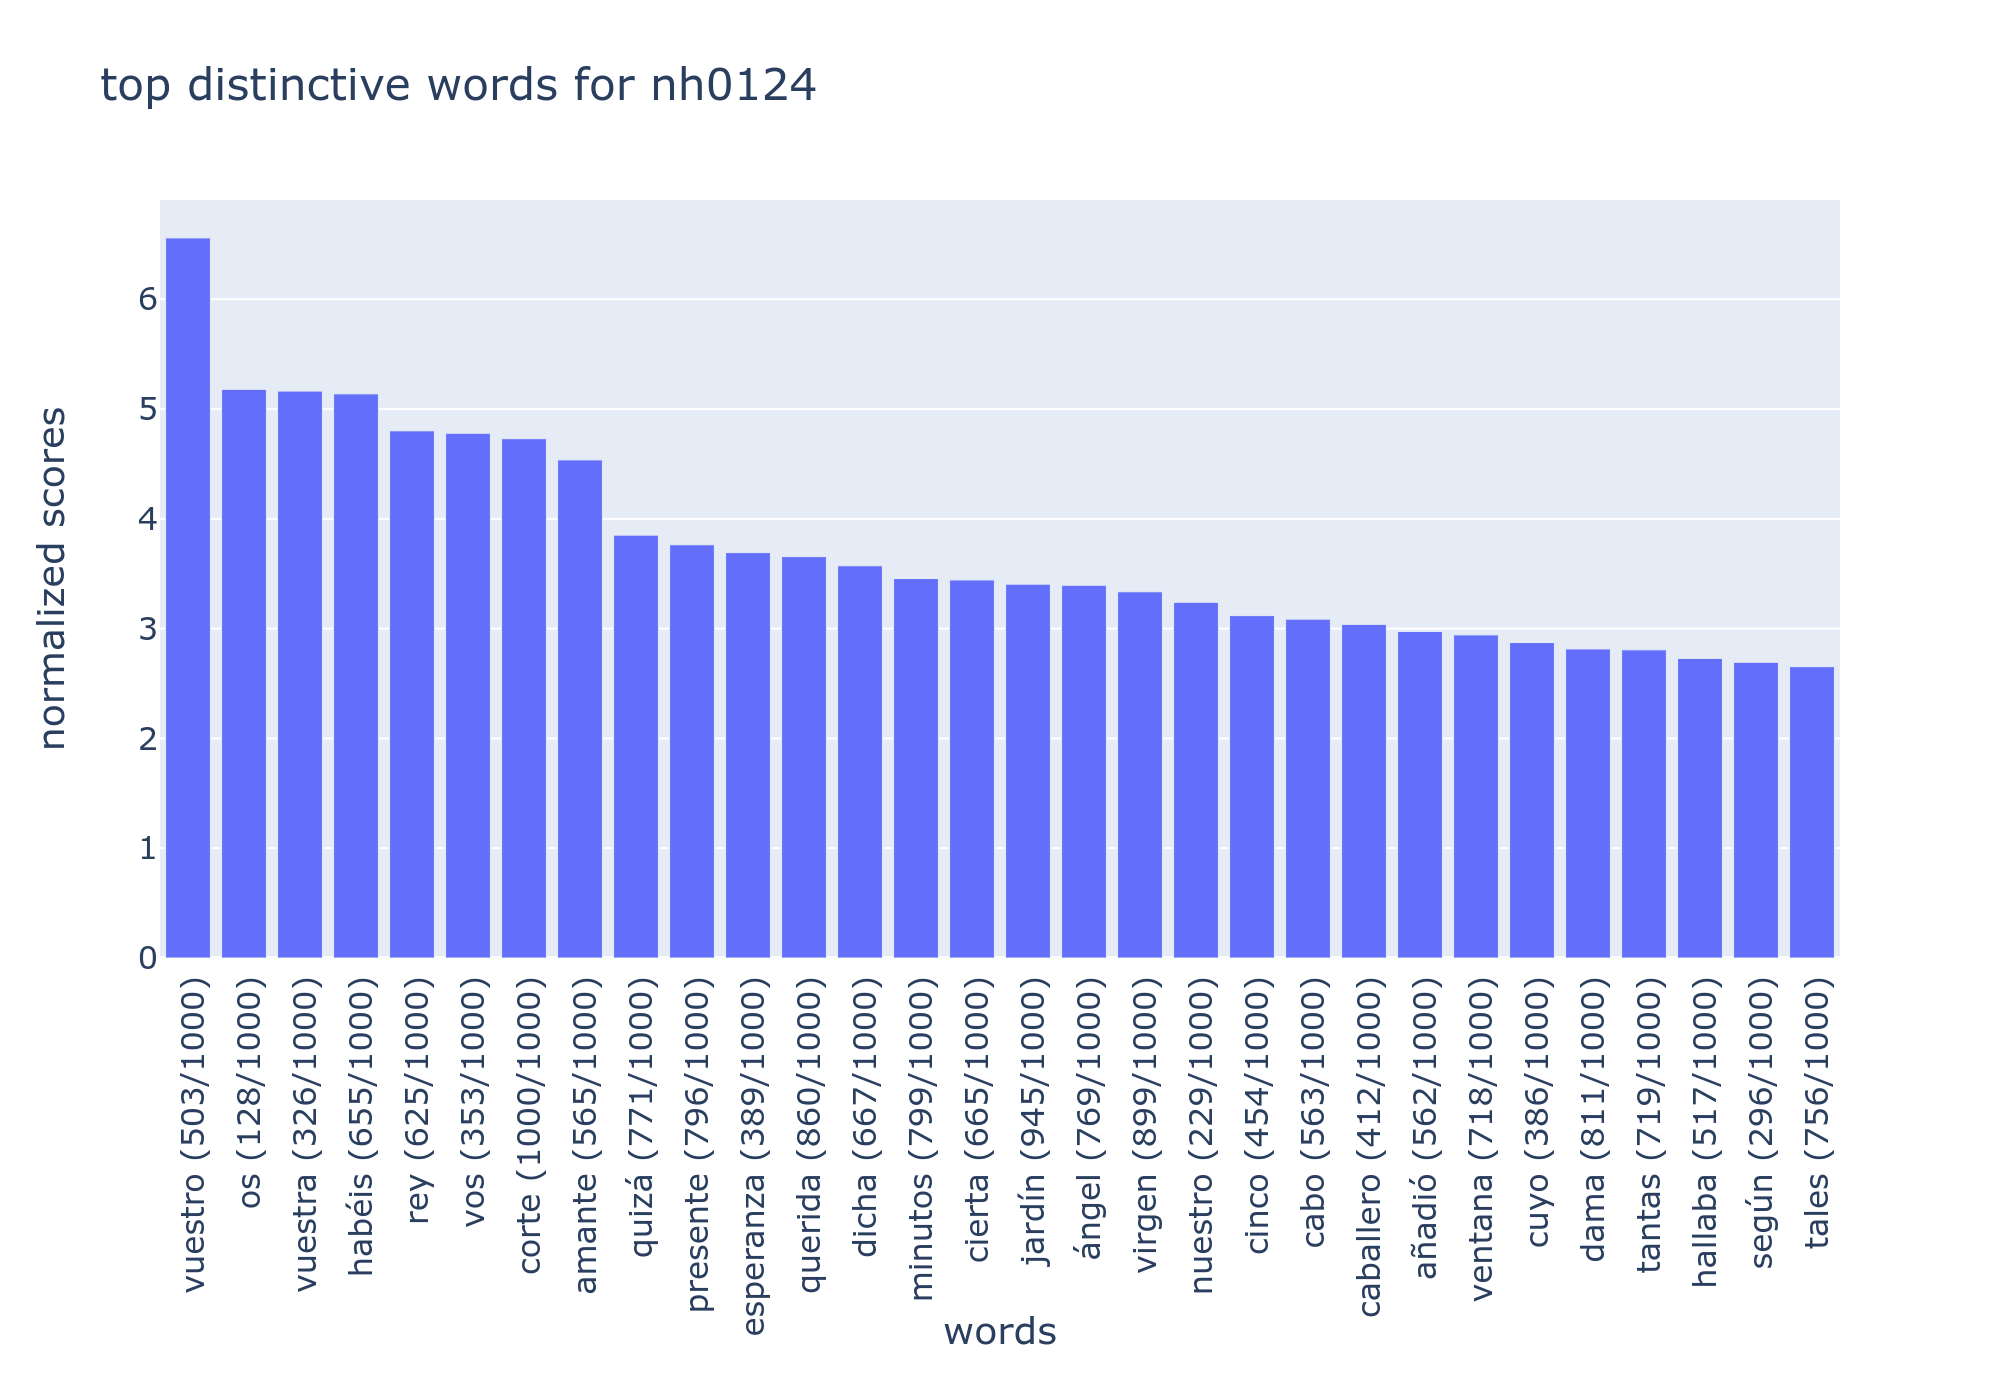 top distinctive words for nh0124
normalized scores
6
5
4
3
2
1
0
vuestro (503/1000)
os (128/1000)
vuestra (326/1000)
habéis (655/1000)
rey (625/1000)
vos (353/1000)
corte (1000/1000)
amante (565/1000)
quizá (771/1000)
presente (796/1000)
esperanza (389/1000)
querida (860/1000)
dicha (667/1000)
minutos (799/1000)
cierta (665/1000)
jardín (945/1000)
ángel (769/1000)
virgen (899/1000)
nuestro (229/1000)
cinco (454/1000)
cabo (563/1000)
caballero (412/1000)
añadió (562/1000)
ventana (718/1000)
cuyo (386/1000)
dama (811/1000)
tantas (719/1000)
hallaba (517/1000)
según (296/1000)
tales (756/1000)
words